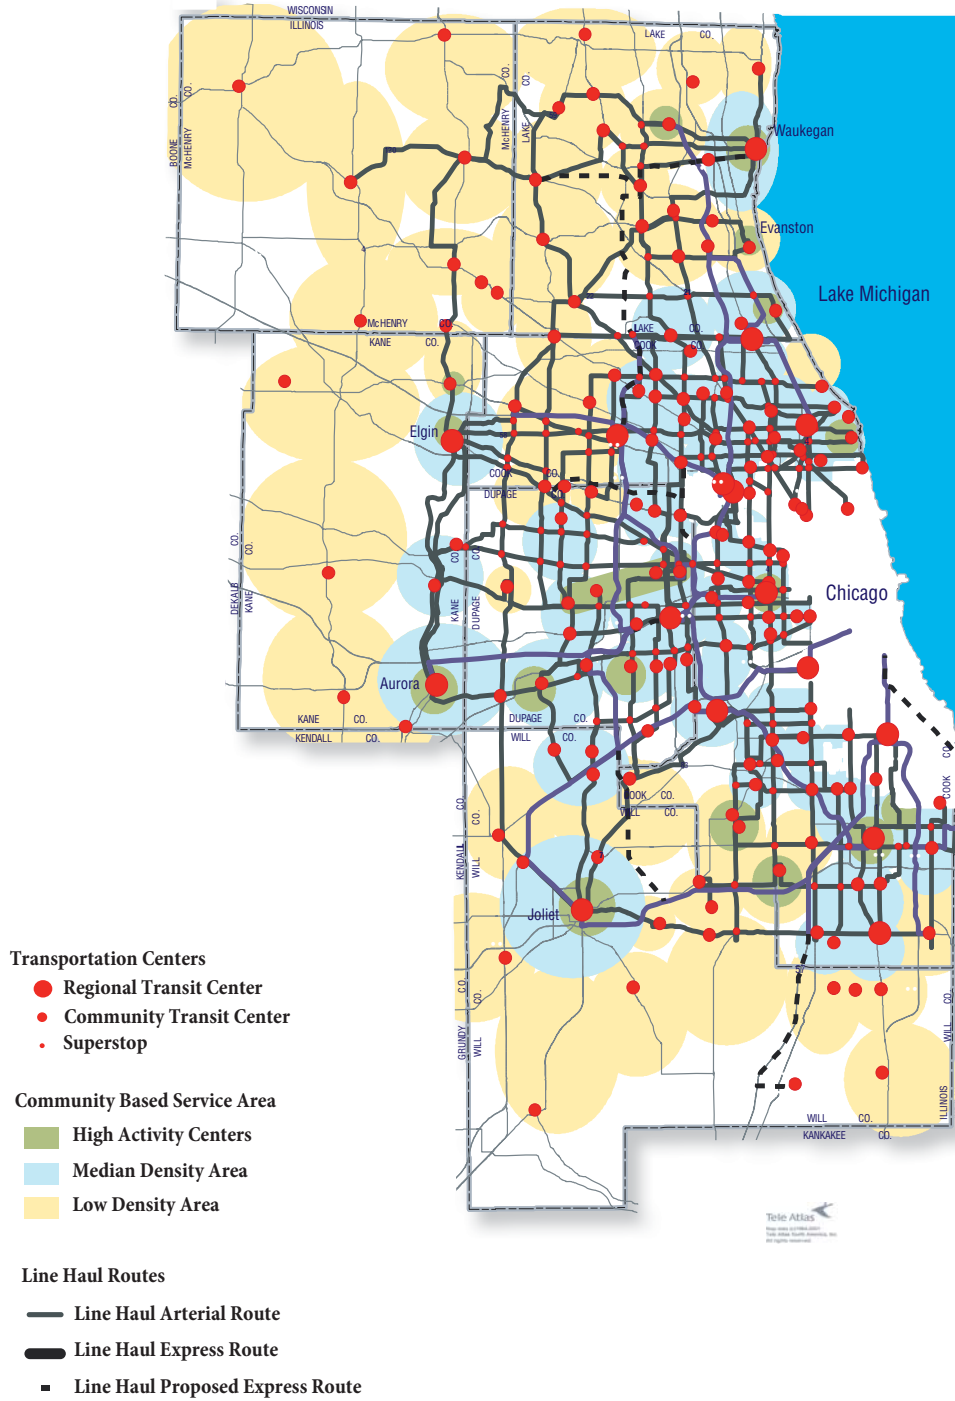 WISCONSIN
ILLINOIS
LAKE CO.
BOONE CO.
McHENRY CO.
McHENRY CO.
LAKE CO.
Waukegan
Evanston
Lake Michigan
McHENRY CO.
KANE CO.
LAKE CO.
COOK CO.
Elgin
COOK CO.
DUPAGE CO.
DEKALB CO.
KANE CO.
KANE CO.
DUPAGE CO.
Chicago
Aurora
KANE CO.
KENDALL CO.
DUPAGE CO.
WILL CO.
COOK CO.
WILL CO.
COOK CO.
KENDALL CO.
WILL CO.
Joliet
GRUNDY CO.
WILL CO.
WILL CO.
ILLINOIS
WILL CO.
KANKAKEE CO.
Tele Atlas
Transportation Centers
Regional Transit Center
Community Transit Center
Superstop
Community Based Service Area
High Activity Centers
Median Density Area
Low Density Area
Line Haul Routes
Line Haul Arterial Route
Line Haul Express Route
Line Haul Proposed Express Route